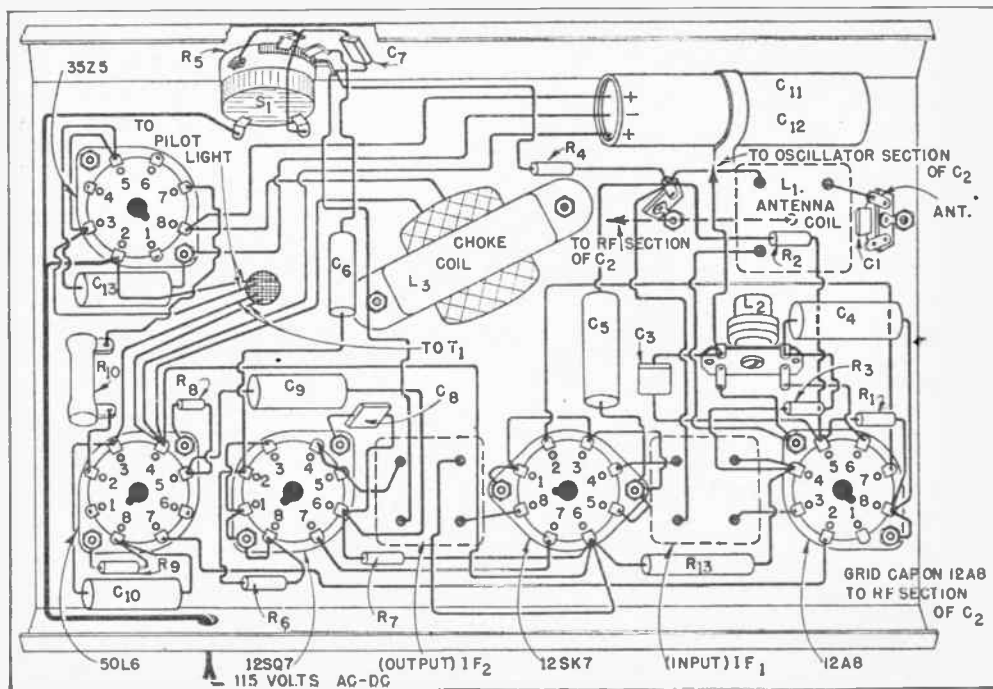 R5
C7
35Z5
S1
+
−
+
C11
C12
TO
PILOT
LIGHT
R4
TO OSCILLATOR SECTION
OF C2
L1.
ANTENNA
COIL
ANT.
5 6
4 7
3 8
2 1
CHOKE
COIL
L3
TO RF SECTION
OF C2
R2
C1
C6
C13
L2
C4
C5
C3
TO T1
R10
R8
C9
C8
R3
R12
3 4
2 5
1 6
8 7
3 4
2 5
1 6
8 7
2 3
1 4
8 5
7 6
5 6
4 7
3 8
2 1
R9
C10
R6
R7
R13
GRID CAP ON 12A8
TO RF SECTION
OF C2
50L6
12SQ7
(OUTPUT) IF2
12SK7
(INPUT) IF1
12A8
115 VOLTS AC-DC